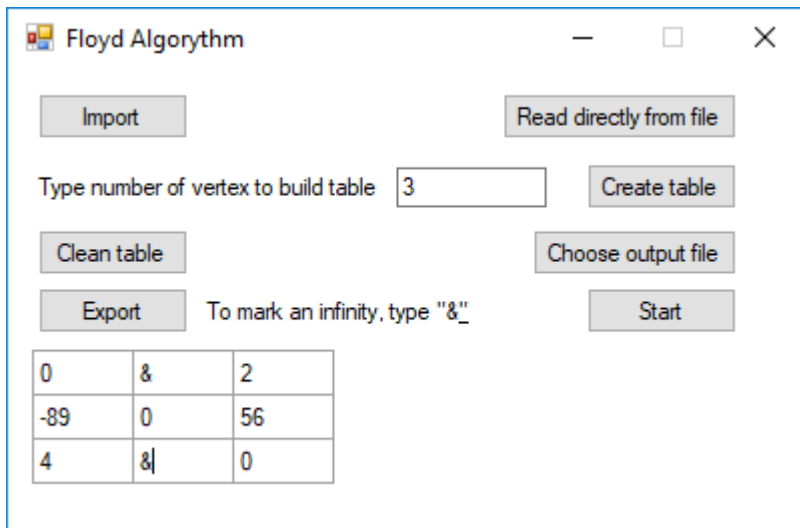 Floyd Algorythm
Import Read directly from file
Type number of vertex to build table 3 Create table
Clean table Choose output file
Export To mark an infinity, type "&" Start
0 & 2
-89 0 56
4 & 0